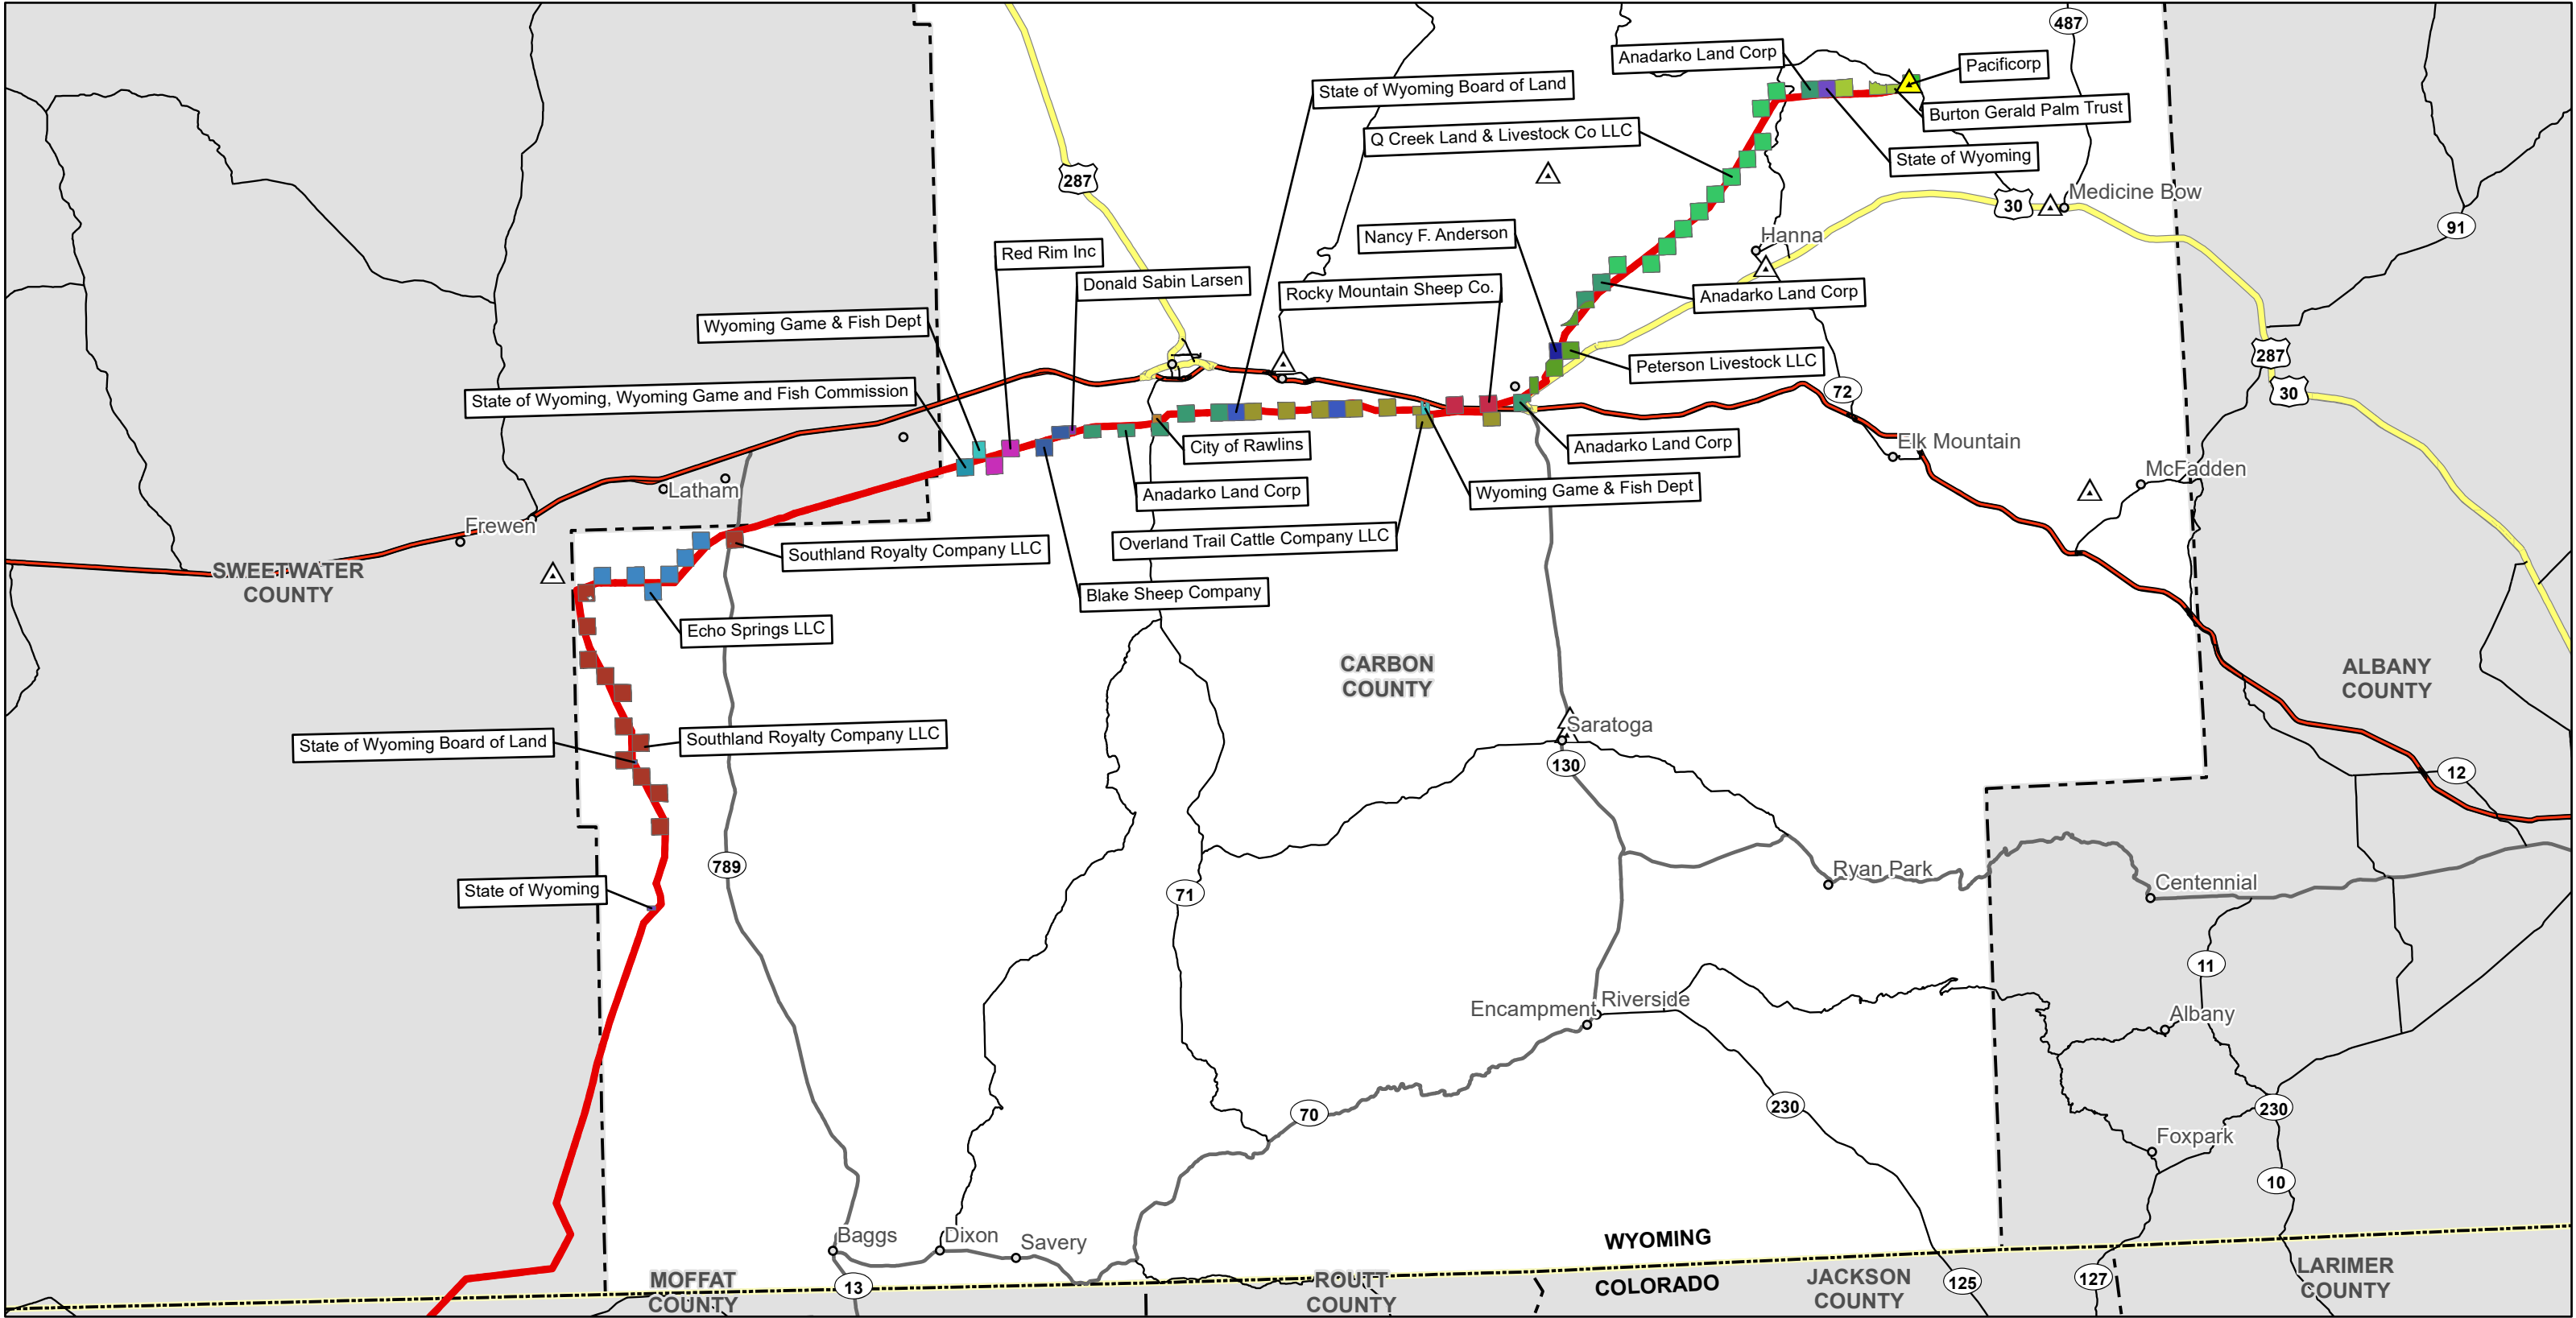 487
Anadarko Land Corp
Pacificorp
State of Wyoming Board of Land
Burton Gerald Palm Trust
Q Creek Land & Livestock Co LLC
State of Wyoming
287
Medicine Bow
30
91
Nancy F. Anderson
Hanna
Red Rim Inc
Donald Sabin Larsen
Rocky Mountain Sheep Co.
Anadarko Land Corp
Wyoming Game & Fish Dept
287
Peterson Livestock LLC
30
72
State of Wyoming, Wyoming Game and Fish Commission
City of Rawlins
Anadarko Land Corp
Elk Mountain
McFadden
Latham
Anadarko Land Corp
Wyoming Game & Fish Dept
Frewen
Overland Trail Cattle Company LLC
Southland Royalty Company LLC
SWEETWATER
COUNTY
Blake Sheep Company
Echo Springs LLC
CARBON
COUNTY
ALBANY
COUNTY
Saratoga
State of Wyoming Board of Land
Southland Royalty Company LLC
130
12
789
Ryan Park
Centennial
State of Wyoming
71
11
Encampment
Riverside
Albany
70
230
230
Foxpark
10
Baggs
Dixon
Savery
WYOMING
COLORADO
MOFFAT
COUNTY
13
ROUTT
COUNTY
JACKSON
COUNTY
125
127
LARIMER
COUNTY